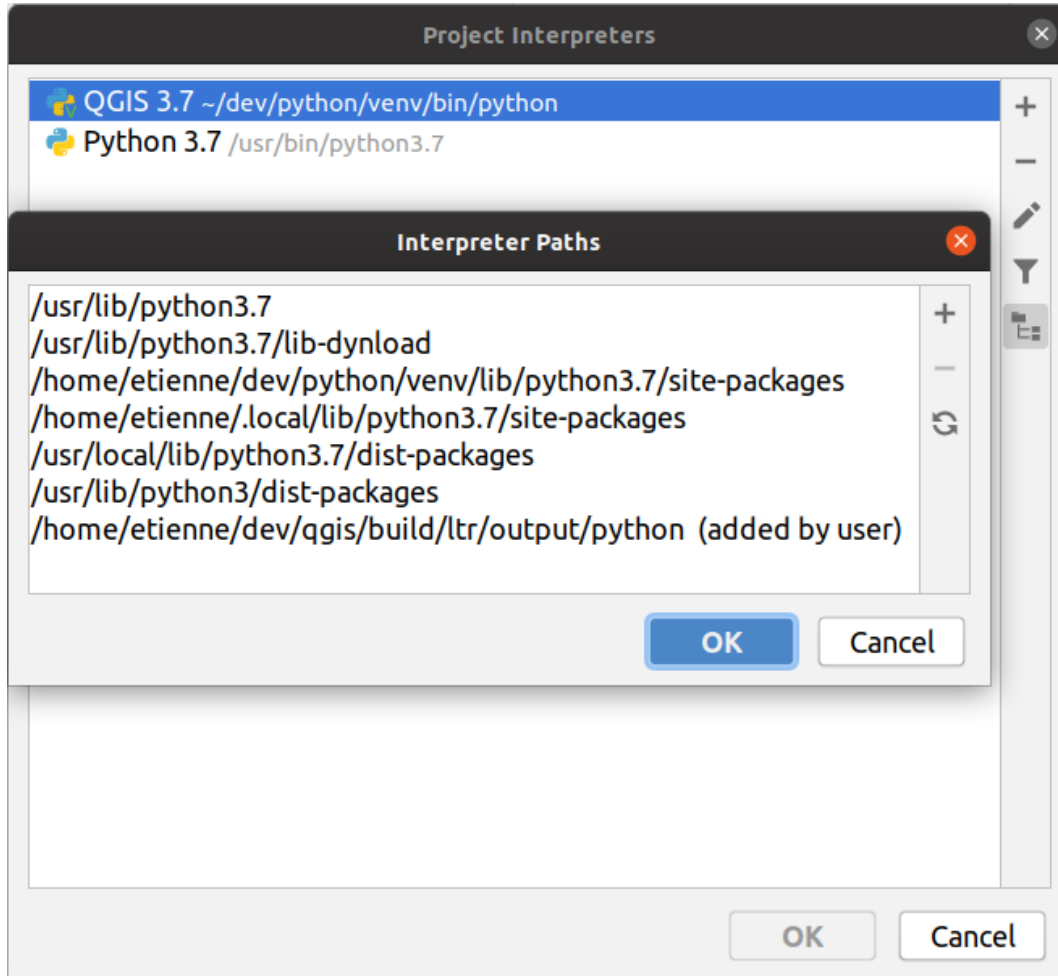 Project Interpreters
QGIS 3.7 ~/dev/python/venv/bin/python
Python 3.7 /usr/bin/python3.7
Interpreter Paths
/usr/lib/python3.7
/usr/lib/python3.7/lib-dynload
/home/etienne/dev/python/venv/lib/python3.7/site-packages
/home/etienne/.local/lib/python3.7/site-packages
/usr/local/lib/python3.7/dist-packages
/usr/lib/python3/dist-packages
/home/etienne/dev/qgis/build/ltr/output/python (added by user)
OK Cancel
OK Cancel